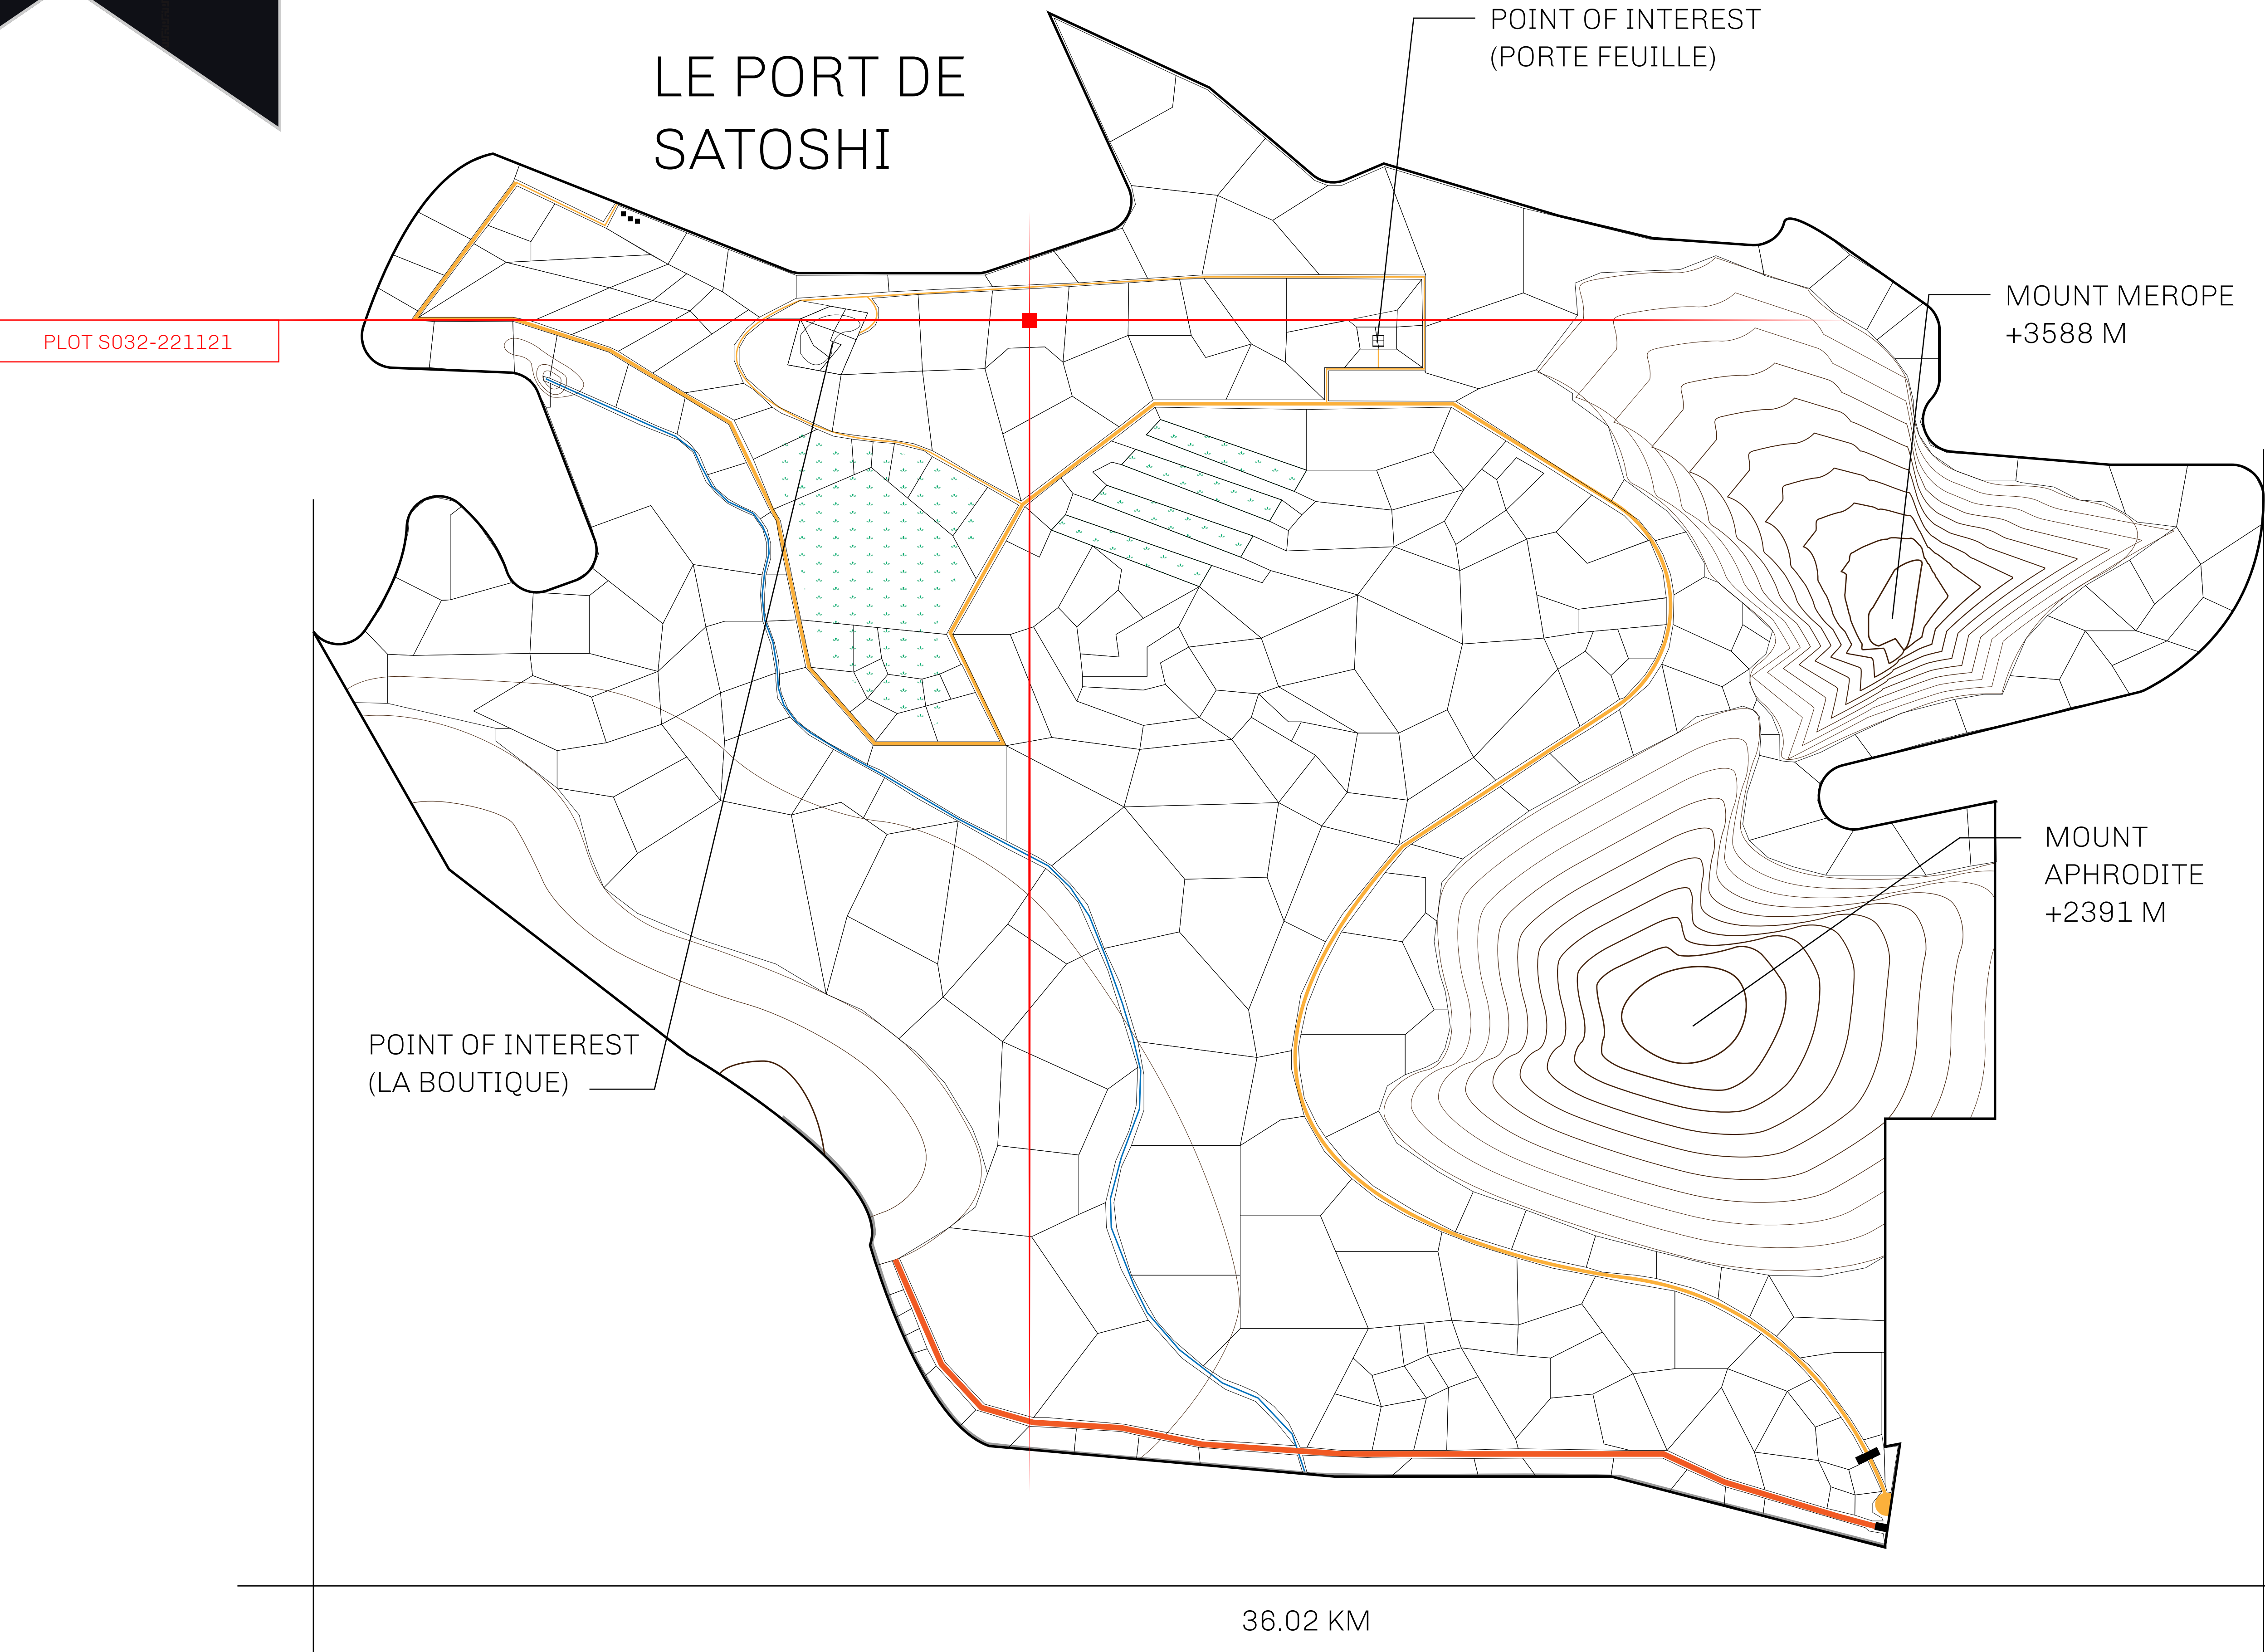 LE PORT DE
SATOSHI
POINT OF INTEREST
(PORTE FEUILLE)
MOUNT MEROPE
+3588 M
PLOT S032-221121
MOUNT
APHRODITE
+2391 M
POINT OF INTEREST
(LA BOUTIQUE)
36.02 KM